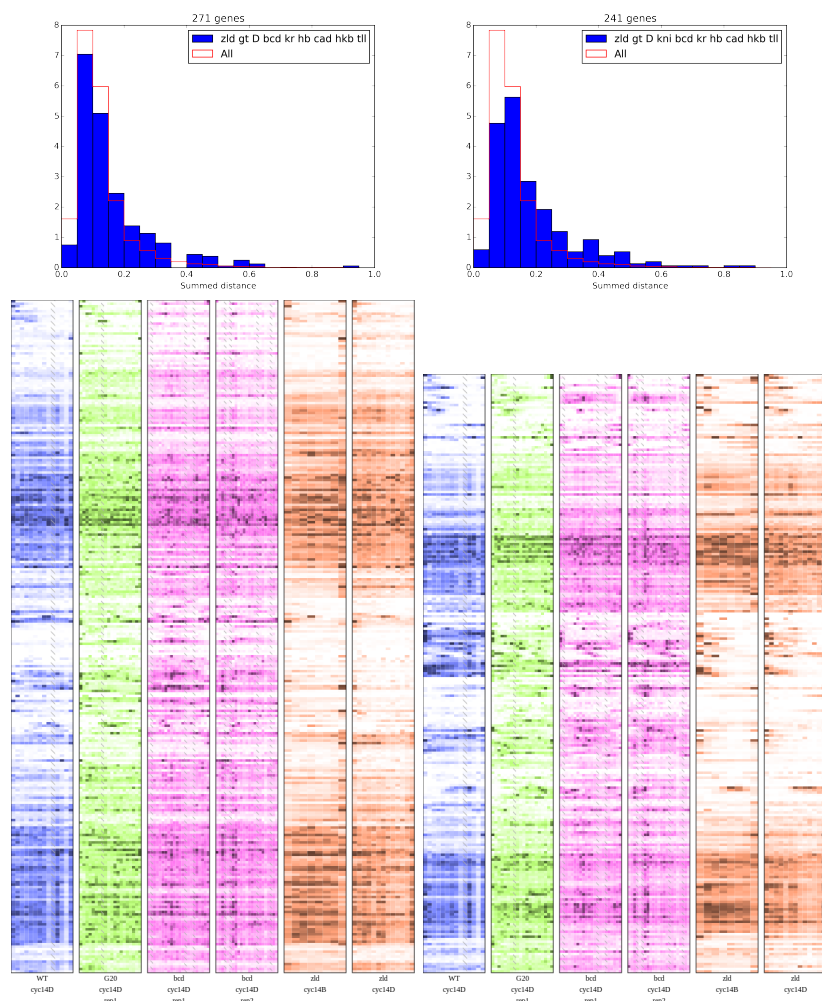 271 genes
8
7
6
5
4
3
2
1
0
zld gt D bcd kr hb cad hkb tll
All
0.0 0.2 0.4 0.6 0.8 1.0
Summed distance
241 genes
8
7
6
5
4
3
2
1
0
zld gt D kni bcd kr hb cad hkb tll
All
0.0 0.2 0.4 0.6 0.8 1.0
Summed distance
WT G20 bcd bcd zld zld
cyc14D cyc14D cyc14D cyc14D cyc14B cyc14D
rep1 rep1 rep2
WT G20 bcd bcd zld zld
cyc14D cyc14D cyc14D cyc14D cyc14B cyc14D
rep1 rep1 rep2